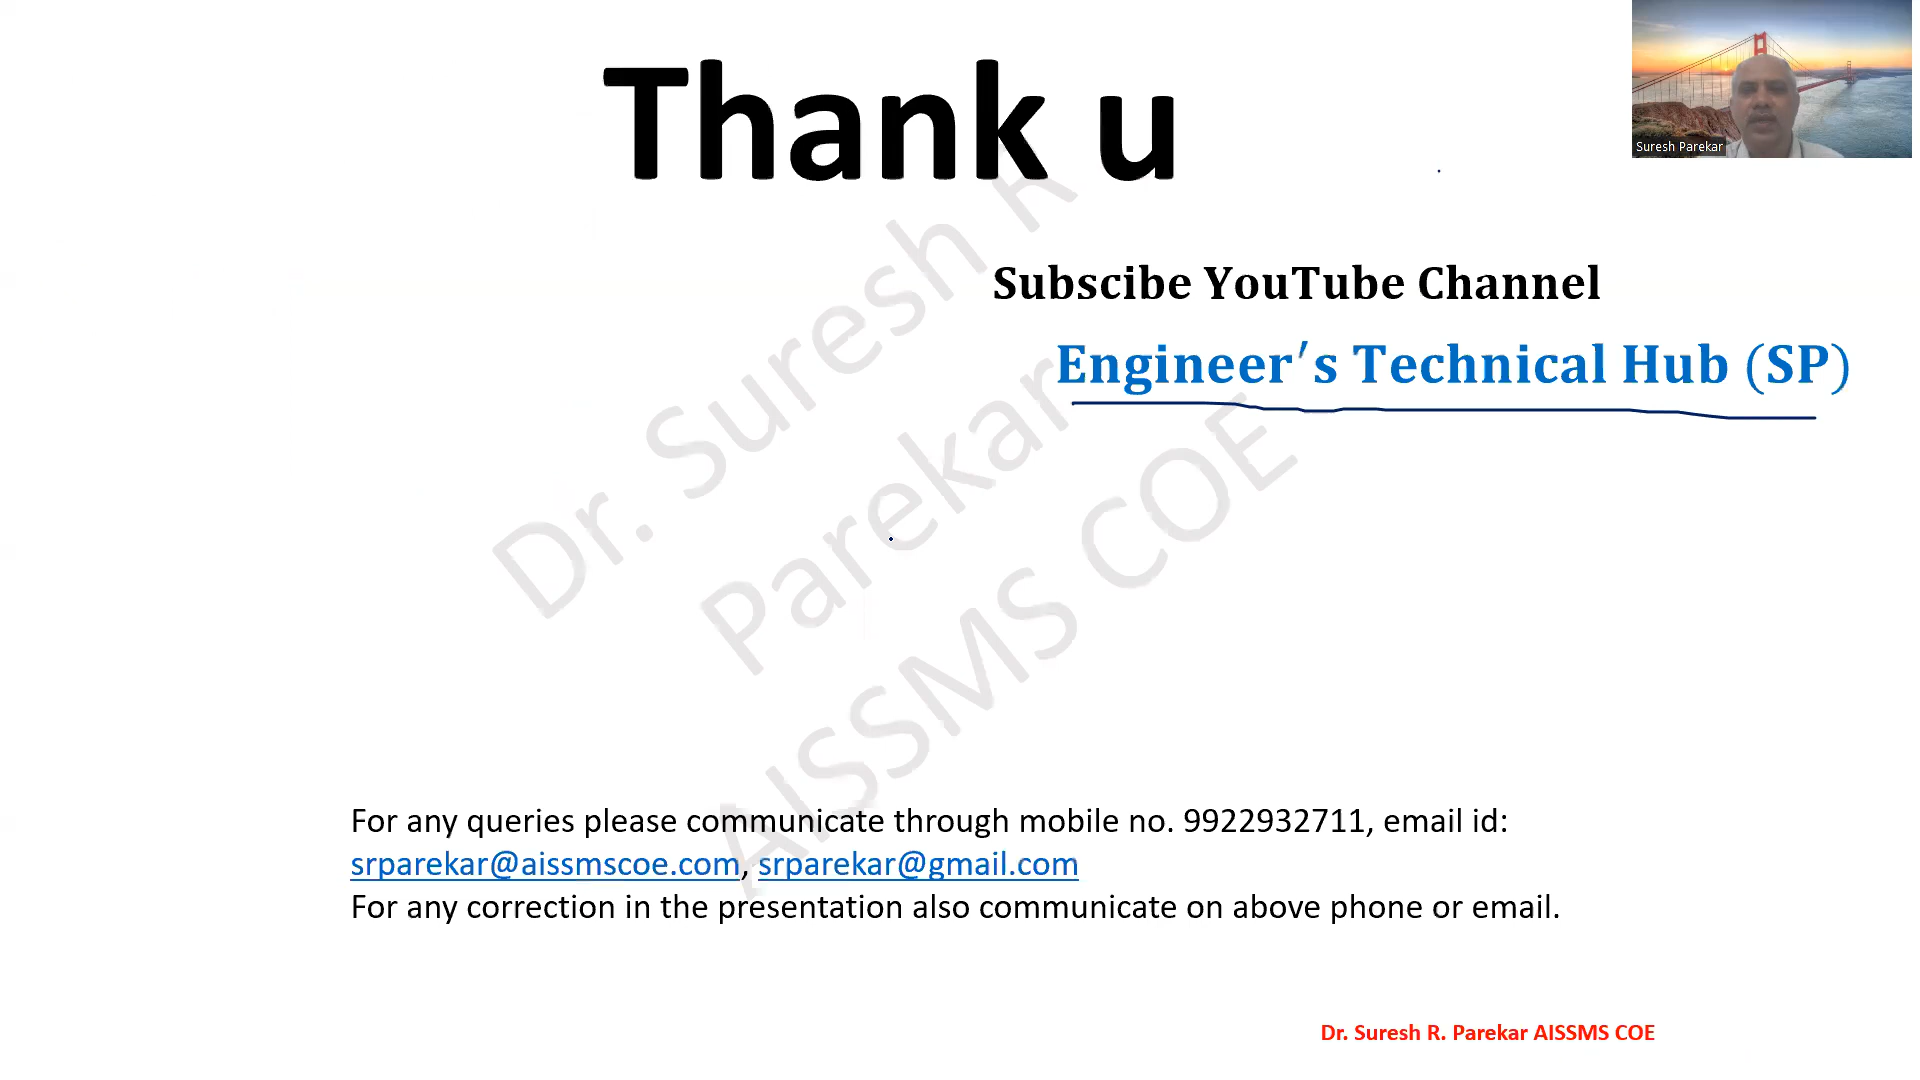 Thank u
Suresh Parekar
Subscibe YouTube Channel
Engineer's Technical Hub (SP)
Dr. Suresh R
Parekar
AISSMS COE
For any queries please communicate through mobile no. 9922932711, email id:
srparekar@aissmscoe.com, srparekar@gmail.com
For any correction in the presentation also communicate on above phone or email.
Dr. Suresh R. Parekar AISSMS COE